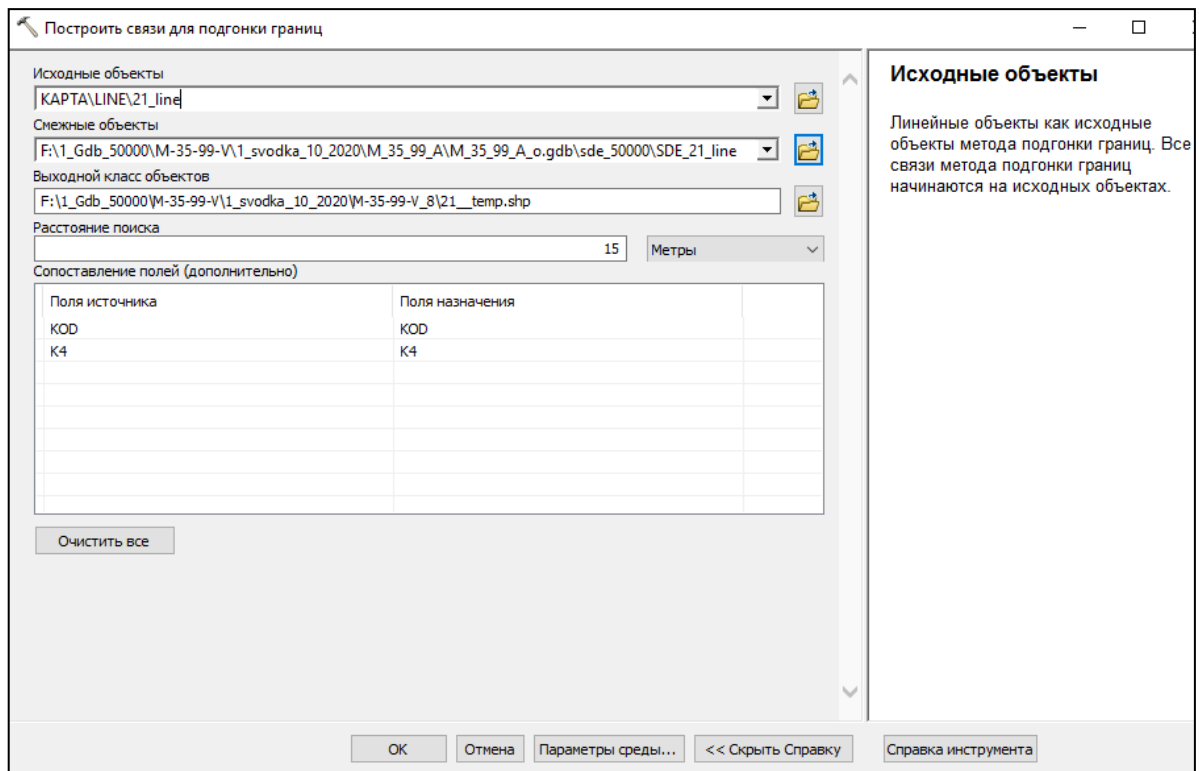 Построить связи для подгонки границ
Исходные объекты
КАРТА\LINE\21_line
Смежные объекты
F:\1_Gdb_50000\M-35-99-V\1_svodka_10_2020\M_35_99_A\M_35_99_A_o.gdb\sde_50000\SDE_21_line
Выходной класс объектов
F:\1_Gdb_50000\M-35-99-V\1_svodka_10_2020\M-35-99-V_8\21__temp.shp
Расстояние поиска
15 Метры
Сопоставление полей (дополнительно)
Поля источника Поля назначения
KOD KOD
K4 K4
Очистить все
OK Отмена Параметры среды... << Скрыть Справку Справка инструмента
Исходные объекты
Линейные объекты как исходные
объекты метода подгонки границ. Все
связи метода подгонки границ
начинаются на исходных объектах.